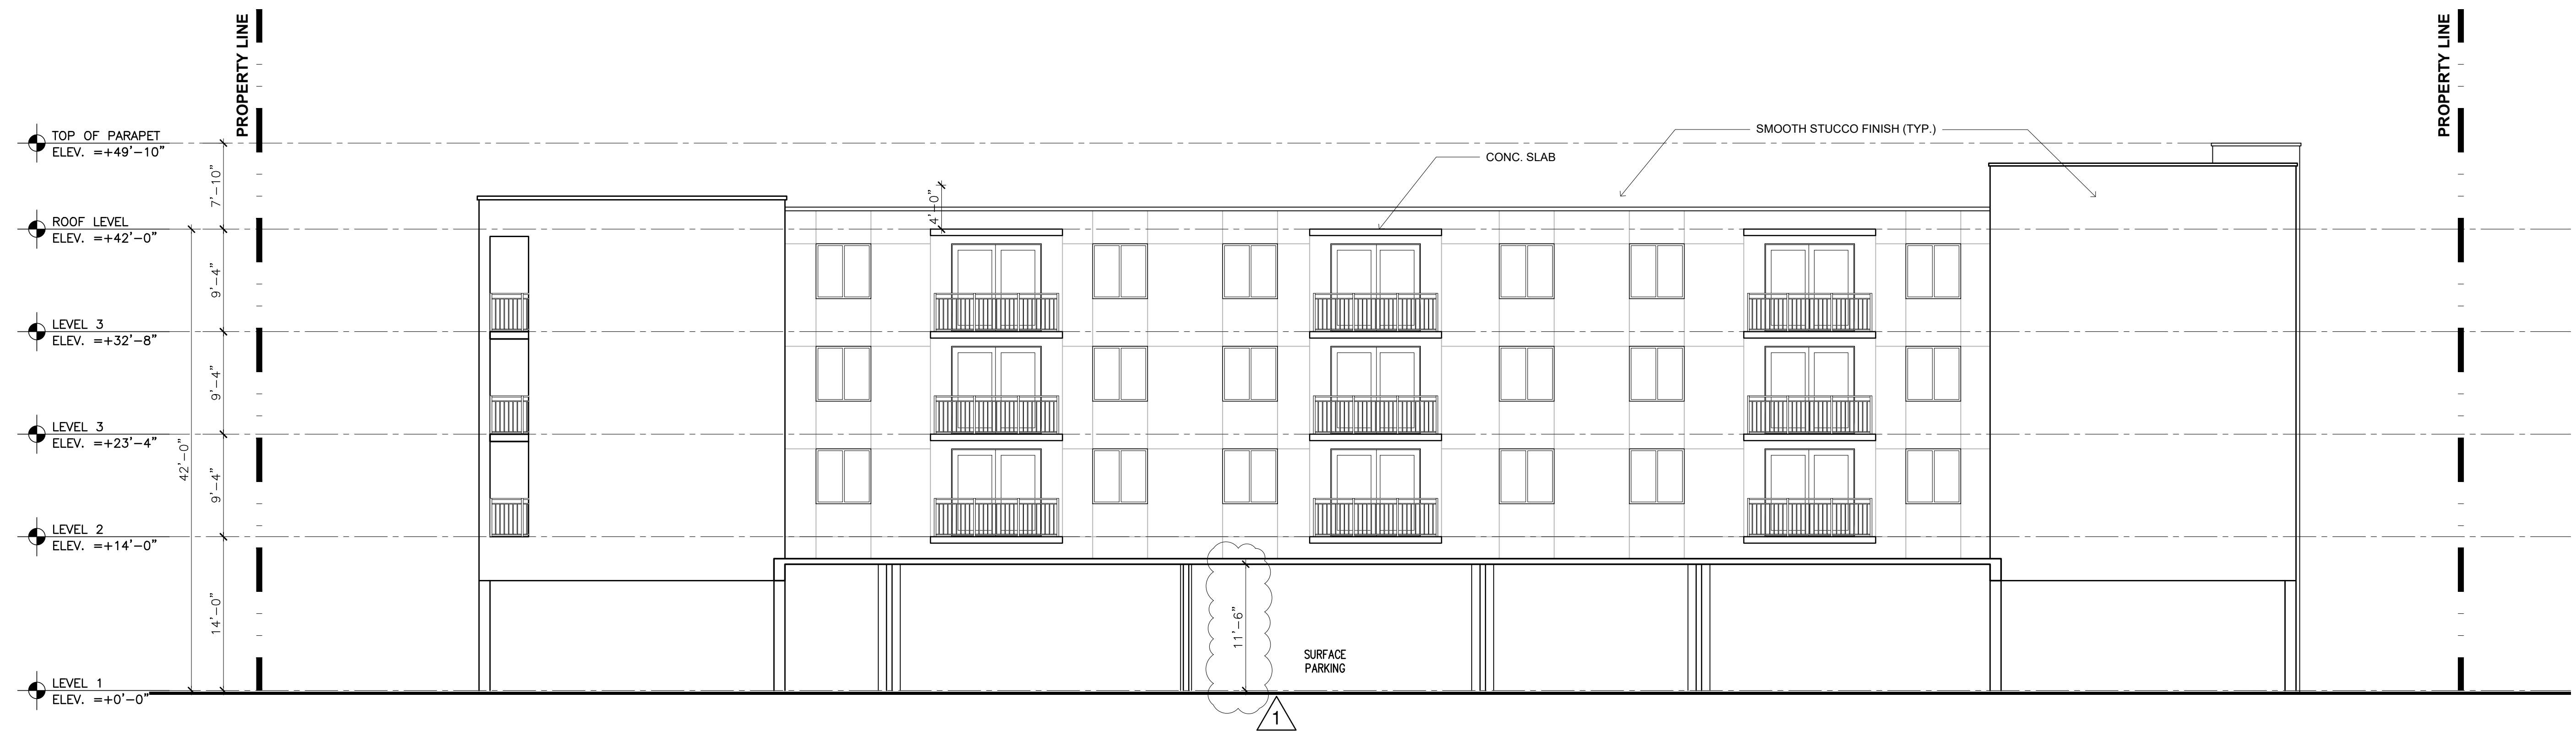 PROPERTY LINE
PROPERTY LINE
TOP OF PARAPET
ELEV. =+49'-10"
SMOOTH STUCCO FINISH (TYP.)
CONC. SLAB
7'-10"
4'-0"
ROOF LEVEL
ELEV. =+42'-0"
9'-4"
LEVEL 3
ELEV. =+32'-8"
9'-4"
LEVEL 3
ELEV. =+23'-4"
42'-0"
9'-4"
LEVEL 2
ELEV. =+14'-0"
14'-0"
11'-6"
SURFACE
PARKING
LEVEL 1
ELEV. =+0'-0"
1